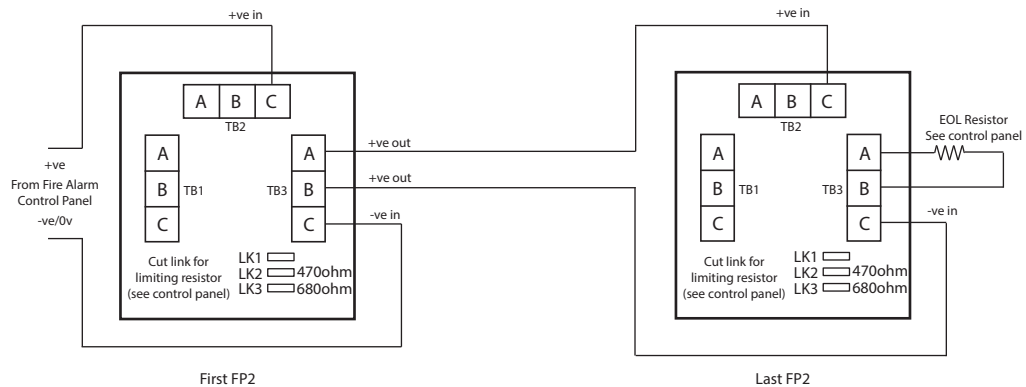 +ve in
A B C
TB2
A
B
C
TB1
TB3
A
B
C
+ve out
+ve out
-ve in
+ve
From Fire Alarm
Control Panel
-ve/0v
Cut link for
limiting resistor
(see control panel)
LK1
LK2 470ohm
LK3 680ohm
First FP2
+ve in
A B C
TB2
A
B
C
TB1
TB3
A
B
C
EOL Resistor
See control panel
-ve in
Cut link for
limiting resistor
(see control panel)
LK1
LK2 470ohm
LK3 680ohm
Last FP2